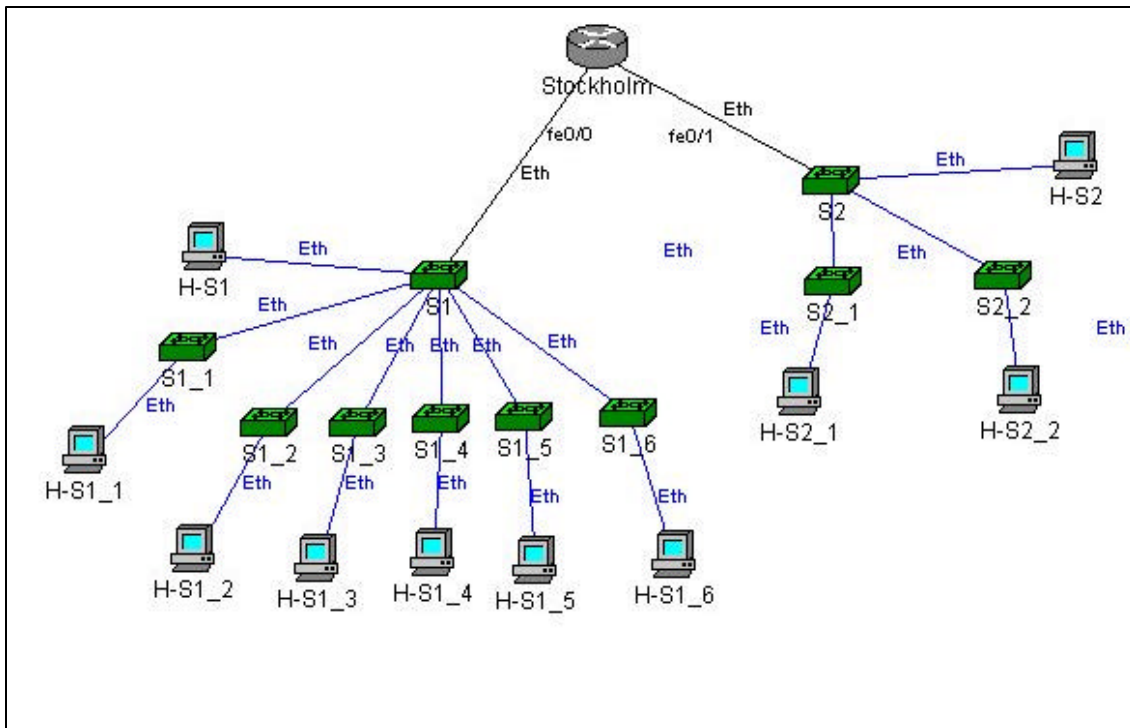 Stockholm
Eth
fe0/0
fe0/1
Eth
Eth
H-S2
S2
Eth
Eth
Eth
H-S1
S1
S2_1
S2_2
Eth
Eth
Eth
Eth
Eth
Eth
Eth
Eth
S1_1
Eth
H-S2_1
H-S2_2
S1_2
S1_3
S1_4
S1_5
S1_6
H-S1_1
Eth
Eth
Eth
Eth
Eth
H-S1_2
H-S1_3
H-S1_4
H-S1_5
H-S1_6